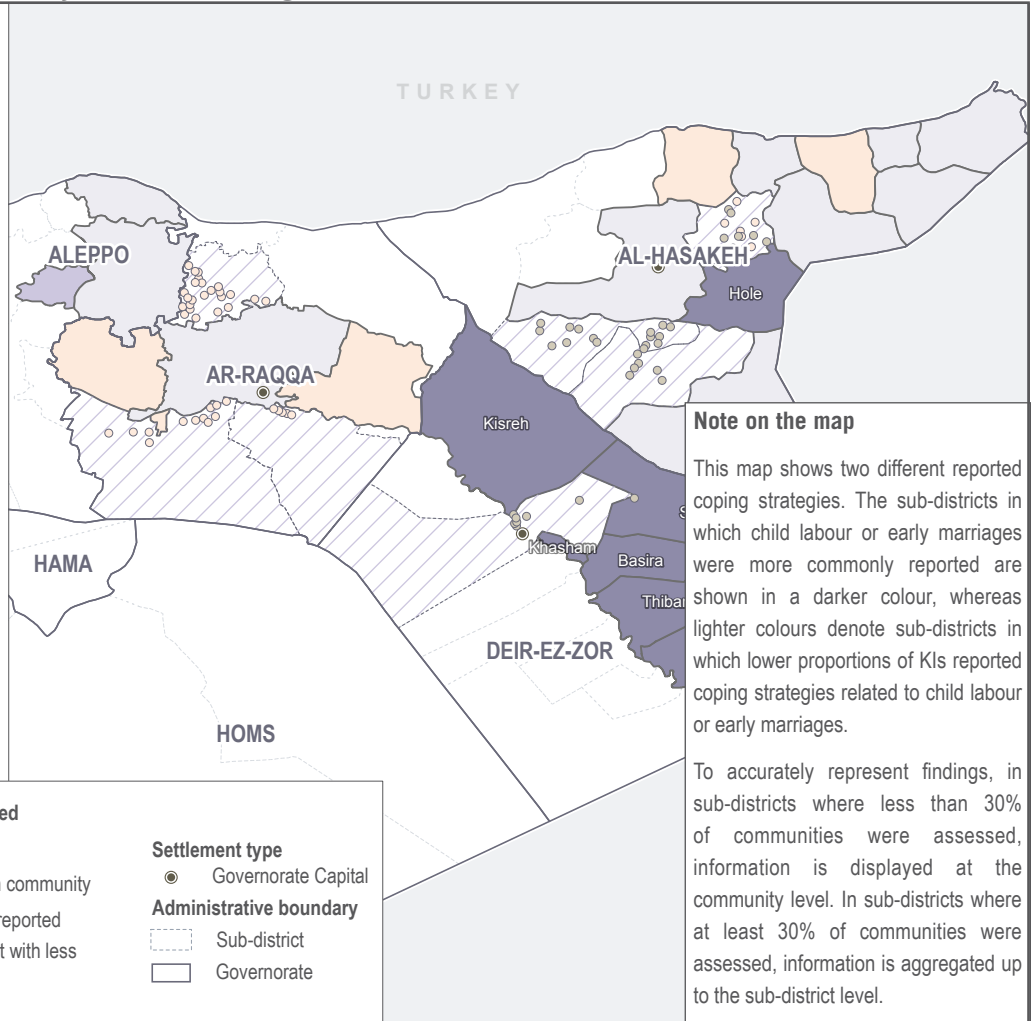 TURKEY
ALEPPO
AL-HASAKEH
Hole
AR-RAQQA
Kisreh
Khasham
Basira
HAMA
DEIR-EZ-ZOR
HOMS
community
reported
with less
Settlement type
Governorate Capital
Administrative boundary
Sub-district
Governorate
Note on the map
This map shows two different reported
coping strategies. The sub-districts in
which child labour or early marriages
were more commonly reported are
shown in a darker colour, whereas
lighter colours denote sub-districts in
which lower proportions of KIs reported
coping strategies related to child labour
or early marriages.
To accurately represent findings, in
sub-districts where less than 30%
of communities were assessed,
information is displayed at the
community level. In sub-districts where
at least 30% of communities were
assessed, information is aggregated up
to the sub-district level.